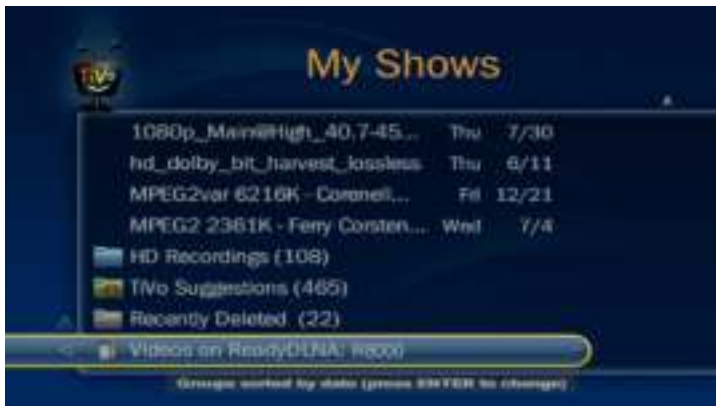 TiVo
My Shows
1080p_Main@High_40.7-45... Thu 7/30
hd_dolby_bit_harvest_lossless Thu 6/11
MPEG2var 6216K - ... Fri 12/21
MPEG2 2361K - Ferry Corsten... Wed 7/4
HD Recordings (108)
TiVo Suggestions (465)
Recently Deleted (22)
Videos on ReadyDLNA: R8000
Groups sorted by date (press ENTER to change)